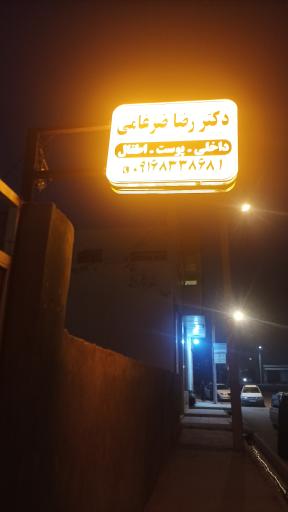 دکتر رضا ضرغامی
داخلی - پوست - اطفال
۰۹۱۶۸۳۳۸۶۸۱